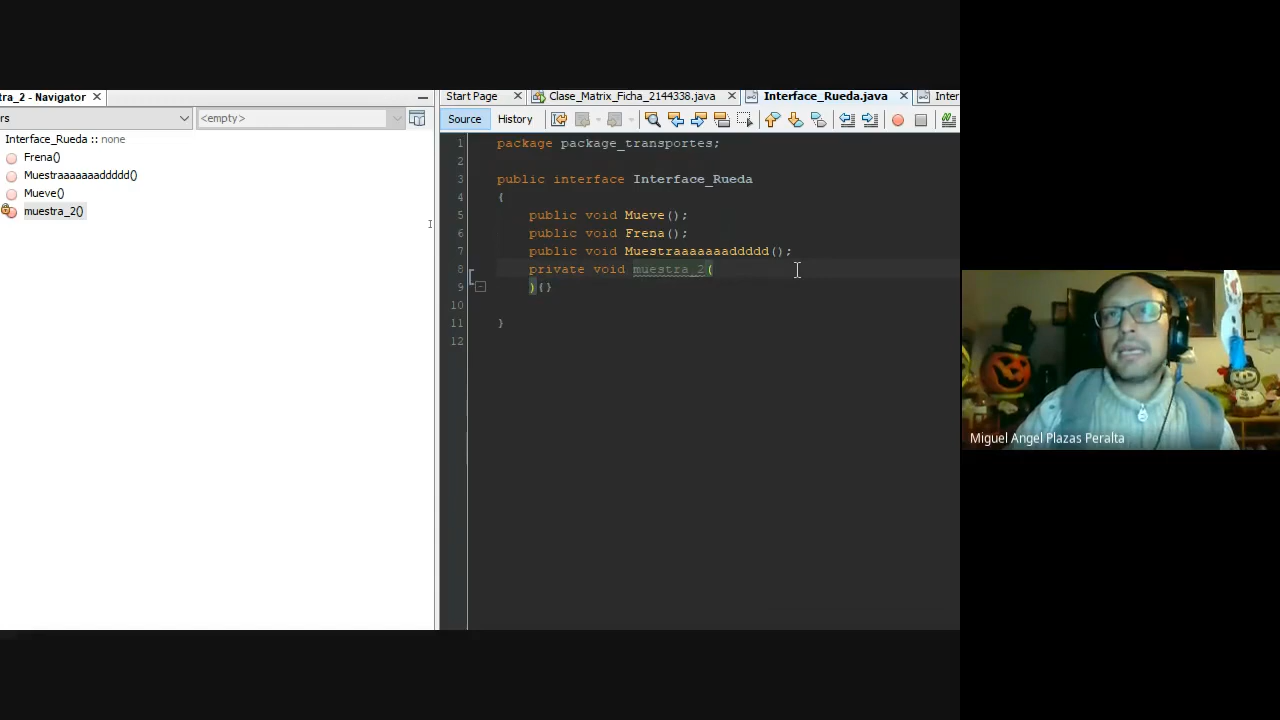 tra_2 - Navigator
Start Page
Clase_Matrix_Ficha_2144338.java
Interface_Rueda.java
Inter
rs
<empty>
Source
History
Interface_Rueda :: none
Frena()
Muestraaaaaaaddddd()
Mueve()
muestra_2()
1 package package_transportes;
2
3 public interface Interface_Rueda
4 {
5 public void Mueve();
6 public void Frena();
7 public void Muestraaaaaaaddddd();
8 private void muestra_2(
9 ){}
10
11 }
12
Miguel Angel Plazas Peralta